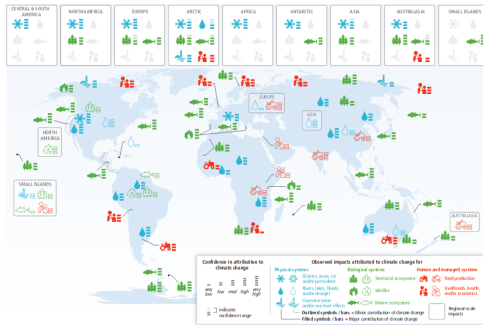 CENTRAL & SOUTH
AMERICA
NORTH AMERICA
EUROPE
ARCTIC
AFRICA
ANTARCTIC
ASIA
AUSTRALASIA
SMALL ISLANDS
EUROPE
ASIA
NORTH
AMERICA
SMALL ISLANDS
AUSTRALASIA
Confidence in attribution to
climate change
very
low
low
med
high
very
high
indicates
confidence range
Observed impacts attributed to climate change for
Physical systems
Glaciers, snow, ice
and/or permafrost
Rivers, lakes, floods,
and/or drought
Coastal erosion
and/or sea level effects
Biological systems
Terrestrial ecosystems
Wildfire
Marine ecosystems
Human and managed systems
Food production
Livelihoods, health,
and/or economics
Outlined symbols / bars = Minor contribution of climate change
Filled symbols / bars = Major contribution of climate change
Regional-scale
impacts